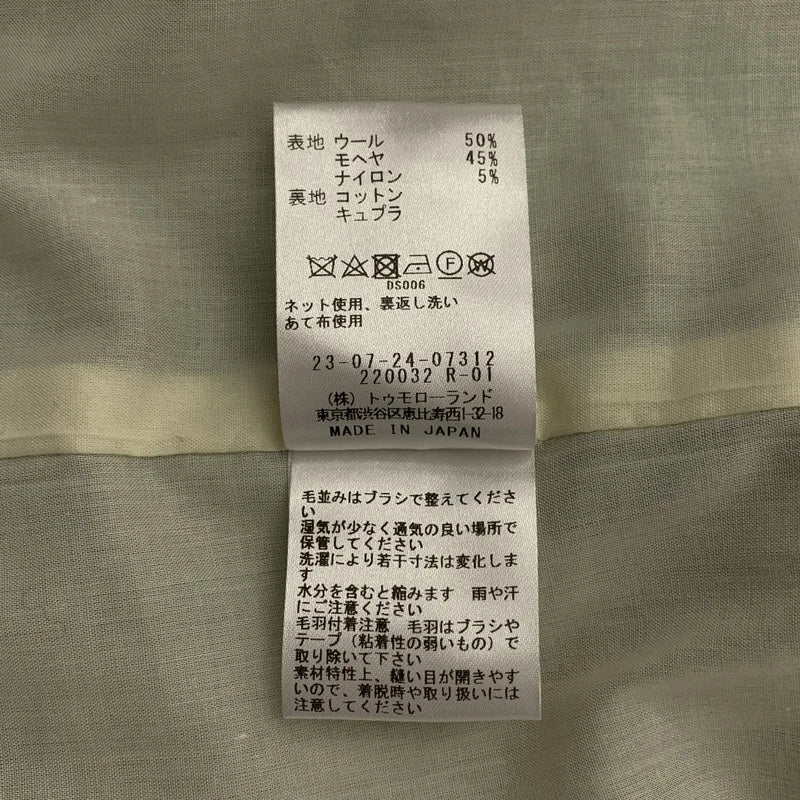 表地 ウール 50%
モヘヤ 45%
ナイロン 5%
裏地 コットン
キュプラ
F W
DS006
ネット使用、裏返し洗い
あて布使用
23-07-24-07312
220032 R-01
（株）トゥモローランド
東京都渋谷区恵比寿西1-32-18
MADE IN JAPAN
毛並みはブラシで整えてくださ
い
湿気が少なく通気の良い場所で
保管してください
洗濯により若干寸法は変化しま
す
水分を含むと縮みます 雨や汗
にご注意ください
毛羽付着注意 毛羽はブラシや
テープ（粘着性の弱いもの）で
取り除いて下さい
素材特性上、縫い目が開きやす
いので、着脱時や取り扱いには
注意してください